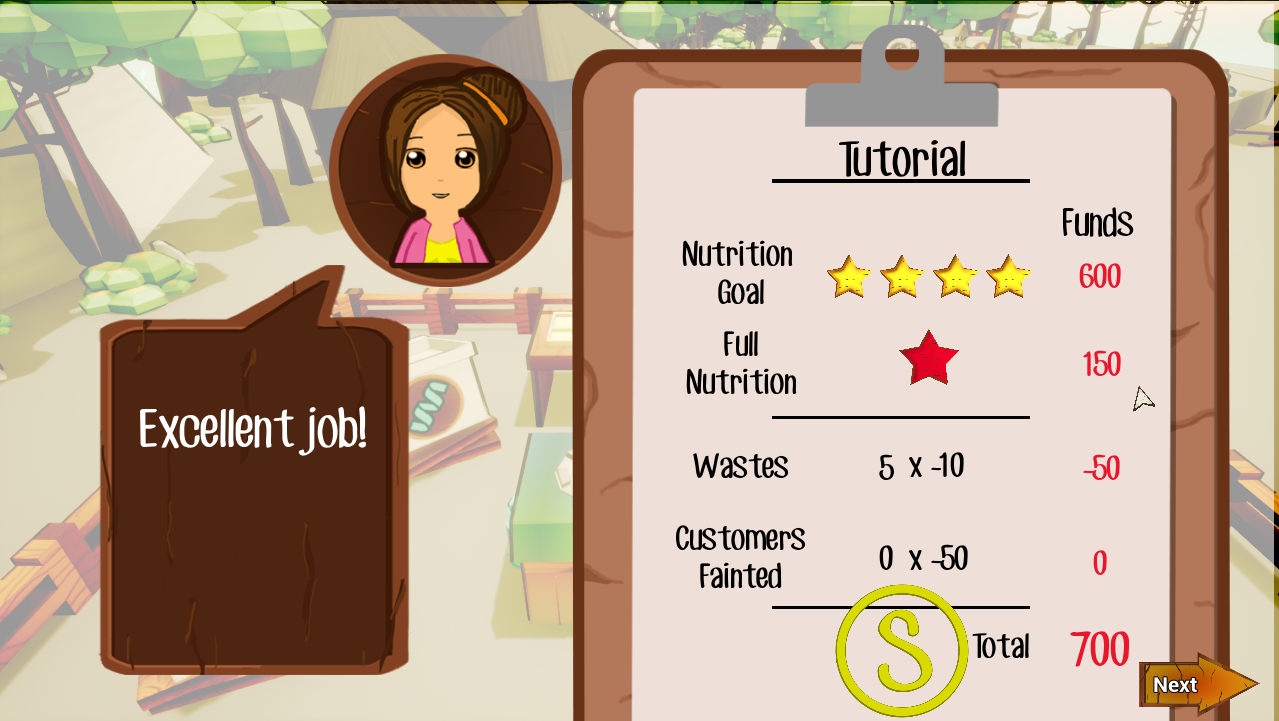 Tutorial
Funds
Nutrition
Goal
600
Full
Nutrition
150
Excellent job!
Wastes
5 x -10
-50
Customers
Fainted
0 x -50
0
S
Total
700
Next